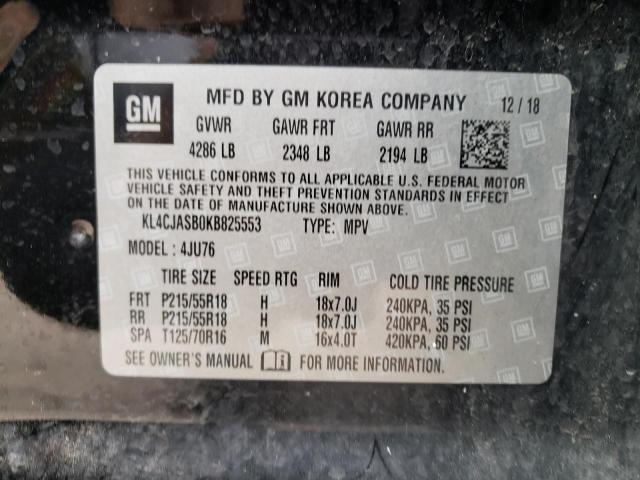 GM MFD BY GM KOREA COMPANY 12/18
GVWR GAWR FRT GAWR RR
4286 LB 2348 LB 2194 LB
THIS VEHICLE CONFORMS TO ALL APPLICABLE U.S. FEDERAL MOTOR
VEHICLE SAFETY AND THEFT PREVENTION STANDARDS IN EFFECT
ON THE DATE OF MANUFACTURE SHOWN ABOVE.
KL4CJASB0KB825553 TYPE: MPV
MODEL: 4JU76
TIRE SIZE SPEED RTG RIM COLD TIRE PRESSURE
FRT P215/55R18 H 18x7.0J 240KPA, 35 PSI
RR P215/55R18 H 18x7.0J 240KPA, 35 PSI
SPA T125/70R16 M 16x4.0T 420KPA, 60 PSI
SEE OWNER'S MANUAL FOR MORE INFORMATION.